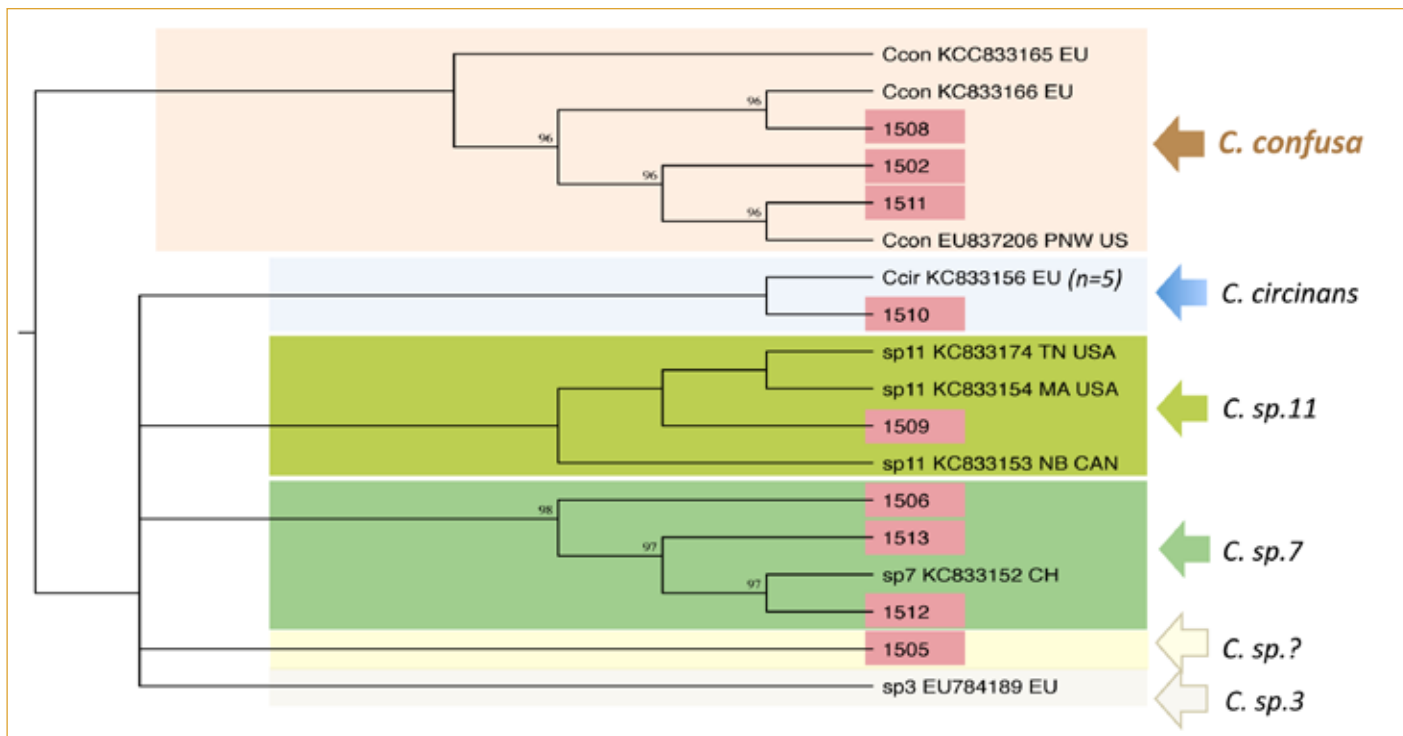 Ccon KCC833165 EU
Ccon KC833166 EU
96
1508
96
C. confusa
1502
96
1511
96
Ccon EU837206 PNW US
Ccir KC833156 EU (n=5)
C. circinans
1510
sp11 KC833174 TN USA
sp11 KC833154 MA USA
C. sp.11
1509
sp11 KC833153 NB CAN
1506
98
1513
97
C. sp.7
sp7 KC833152 CH
97
1512
1505
C. sp.?
sp3 EU784189 EU
C. sp.3